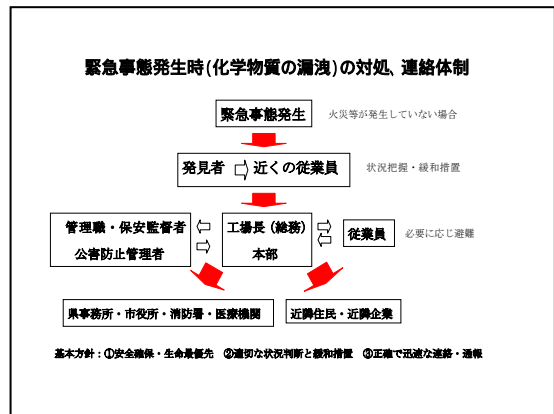 緊急事態発生時(化学物質の漏洩)の対処、連絡体制
緊急事態発生
火災等が発生していない場合
発見者 ⇨ 近くの従業員
状況把握・緩和措置
管理職・保安監督者
公害防止管理者
工場長（総務）
本部
従業員
必要に応じ避難
県事務所・市役所・消防署・医療機関
近隣住民・近隣企業
基本方針：①安全確保・生命最優先 ②適切な状況判断と緩和措置 ③正確で迅速な連絡・通報